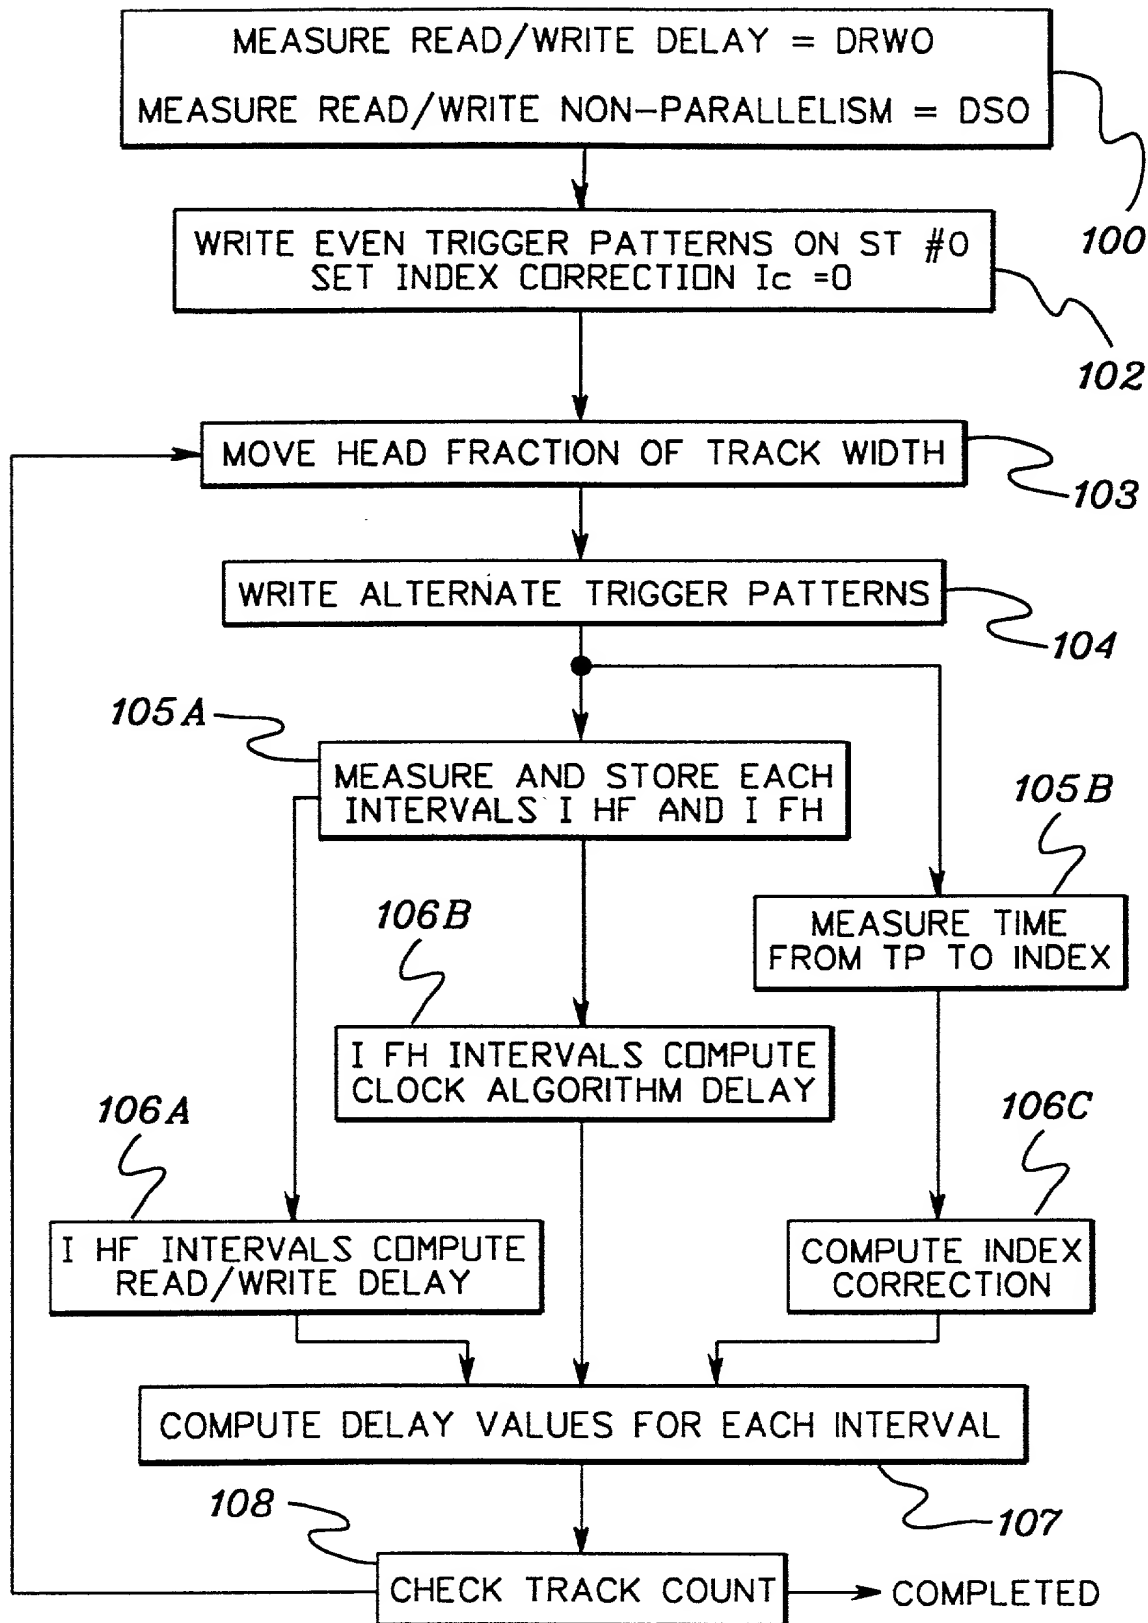 MEASURE READ/WRITE DELAY = DRWO
MEASURE READ/WRITE NON-PARALLELISM = DSO
100
WRITE EVEN TRIGGER PATTERNS ON ST #0
SET INDEX CORRECTION Ic =0
102
MOVE HEAD FRACTION OF TRACK WIDTH
103
WRITE ALTERNATE TRIGGER PATTERNS
104
105A
MEASURE AND STORE EACH
INTERVALS I HF AND I FH
105B
MEASURE TIME
FROM TP TO INDEX
106B
I FH INTERVALS COMPUTE
CLOCK ALGORITHM DELAY
106A
I HF INTERVALS COMPUTE
READ/WRITE DELAY
106C
COMPUTE INDEX
CORRECTION
COMPUTE DELAY VALUES FOR EACH INTERVAL
107
108
CHECK TRACK COUNT
COMPLETED